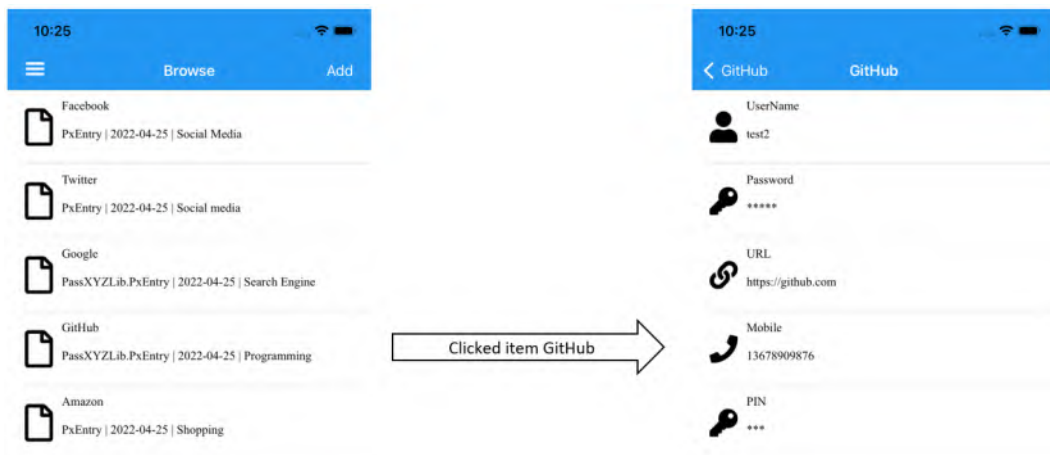 10:25
Browse
Add
Facebook
PxEntry | 2022-04-25 | Social Media
Twitter
PxEntry | 2022-04-25 | Social media
Google
PassXYZLib.PxEntry | 2022-04-25 | Search Engine
GitHub
PassXYZLib.PxEntry | 2022-04-25 | Programming
Amazon
PxEntry | 2022-04-25 | Shopping
Clicked item GitHub
10:25
GitHub
GitHub
UserName
test2
Password
*****
URL
https://github.com
Mobile
13678909876
PIN
***